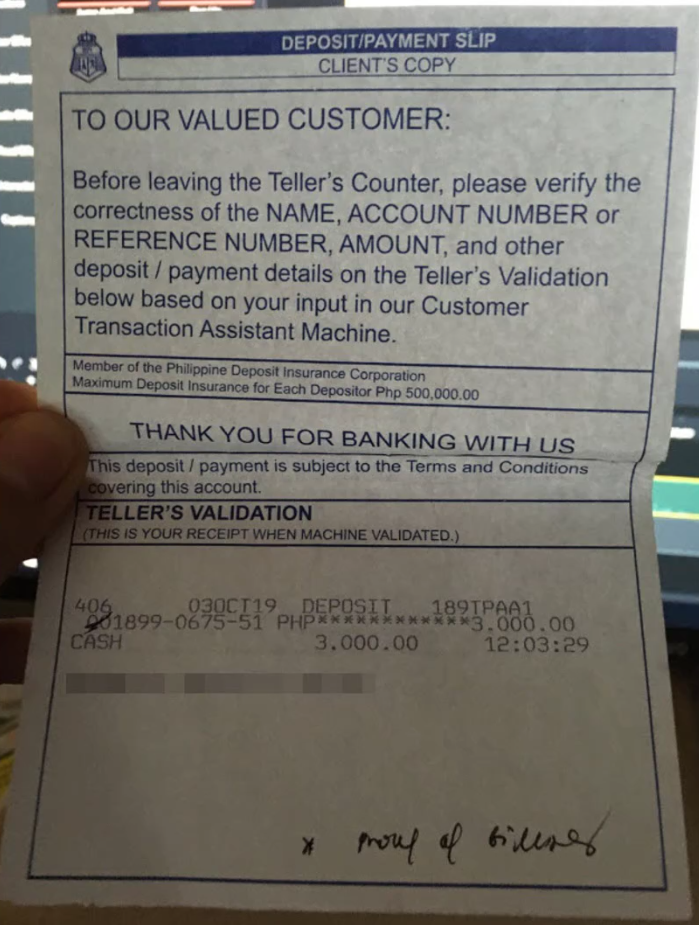 DEPOSIT/PAYMENT SLIP
CLIENT'S COPY
TO OUR VALUED CUSTOMER:
Before leaving the Teller's Counter, please verify the
correctness of the NAME, ACCOUNT NUMBER or
REFERENCE NUMBER, AMOUNT, and other
deposit / payment details on the Teller's Validation
below based on your input in our Customer
Transaction Assistant Machine.
Member of the Philippine Deposit Insurance Corporation
Maximum Deposit Insurance for Each Depositor Php 500,000.00
THANK YOU FOR BANKING WITH US
This deposit / payment is subject to the Terms and Conditions
covering this account.
TELLER'S VALIDATION
(THIS IS YOUR RECEIPT WHEN MACHINE VALIDATED.)
406 03OCT19 DEPOSIT 189TPAA1
001899-0675-51 PHP************3.000.00
CASH 3.000.00 12:03:29
* proof of